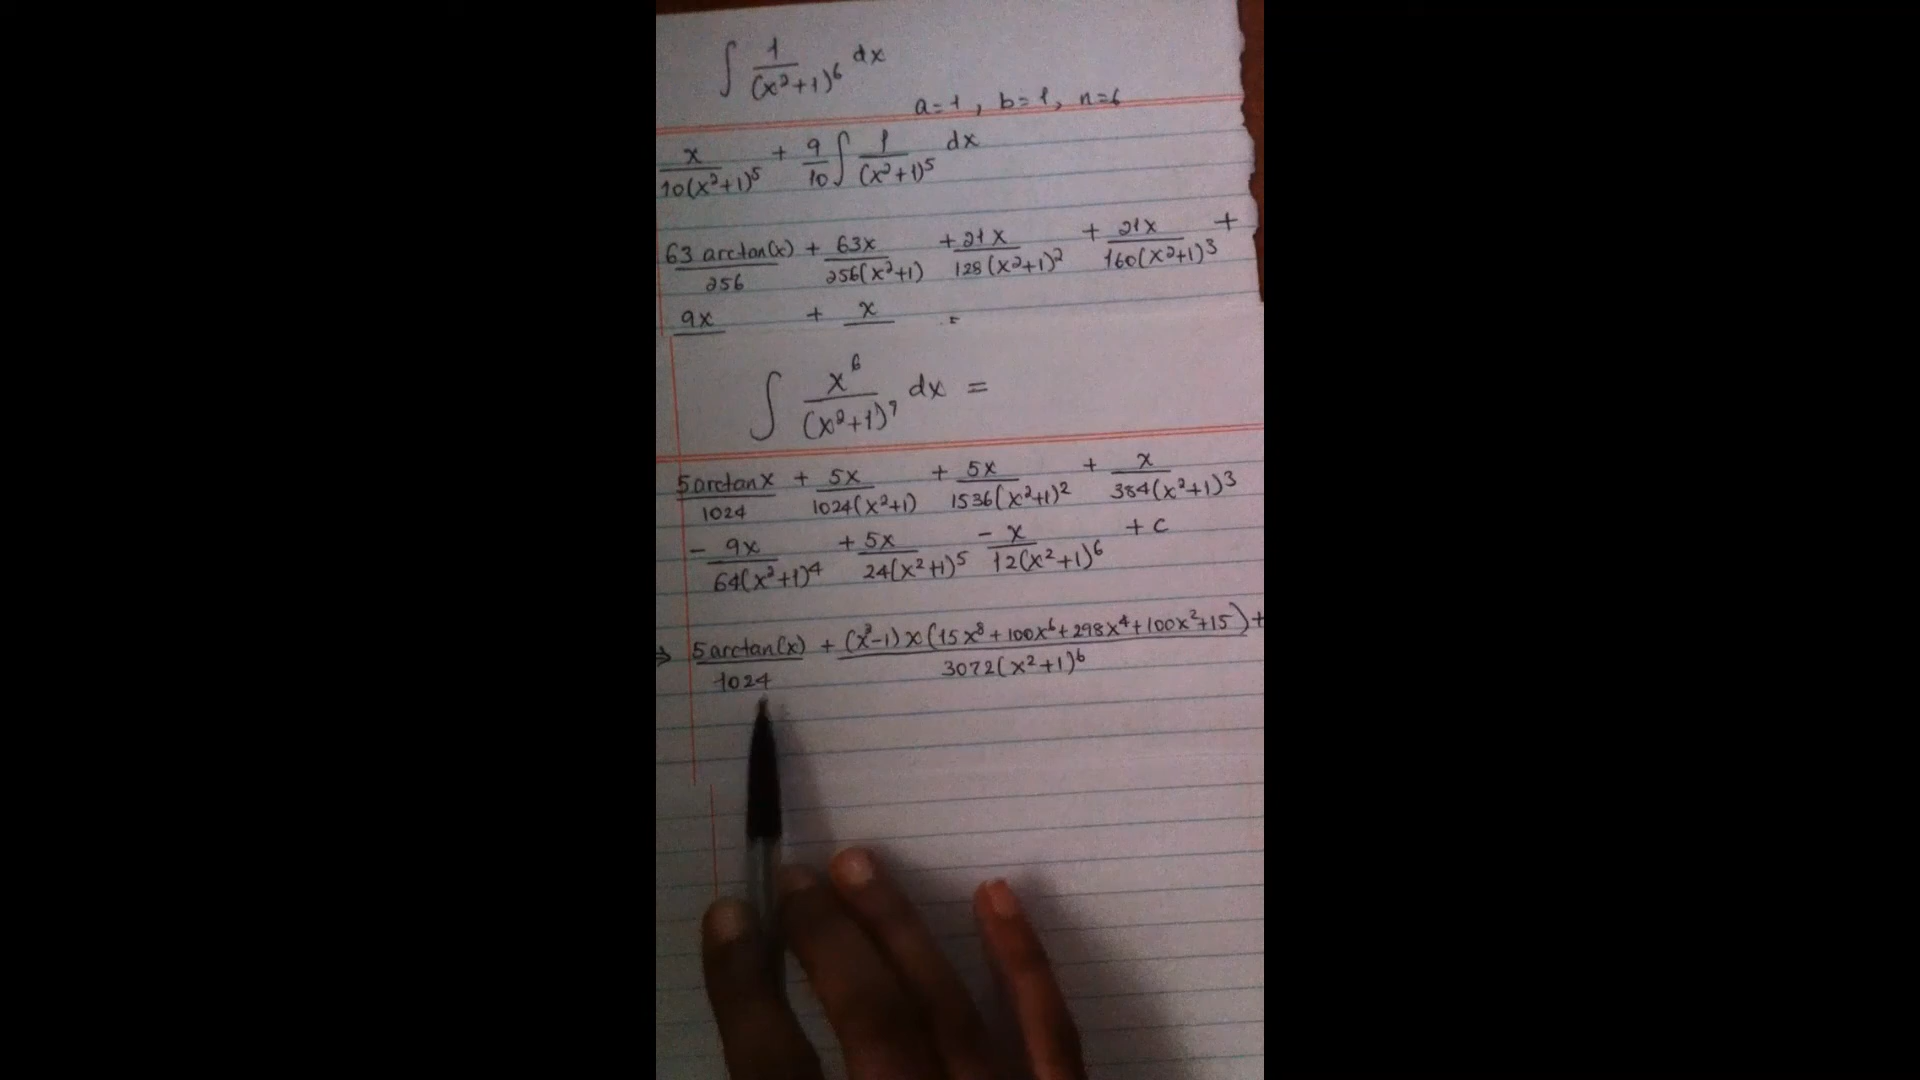 ∫ 1/(x²+1)⁶ dx
a=1, b=1, n=6
x/10(x²+1)⁵ + 9/10 ∫ 1/(x²+1)⁵ dx
63 arctan(x)/256 + 63x/256(x²+1) + 21x/128(x²+1)² + 21x/160(x²+1)³ +
9x + x =
∫ x⁶/(x²+1)⁷ dx =
5arctanx/1024 + 5x/1024(x²+1) + 5x/1536(x²+1)² + x/384(x²+1)³
- 9x/64(x²+1)⁴ + 5x/24(x²+1)⁵ - x/12(x²+1)⁶ + c
⇒ 5arctan(x)/1024 + (x²-1)x(15x⁸+100x⁶+298x⁴+100x²+15)/3072(x²+1)⁶ +